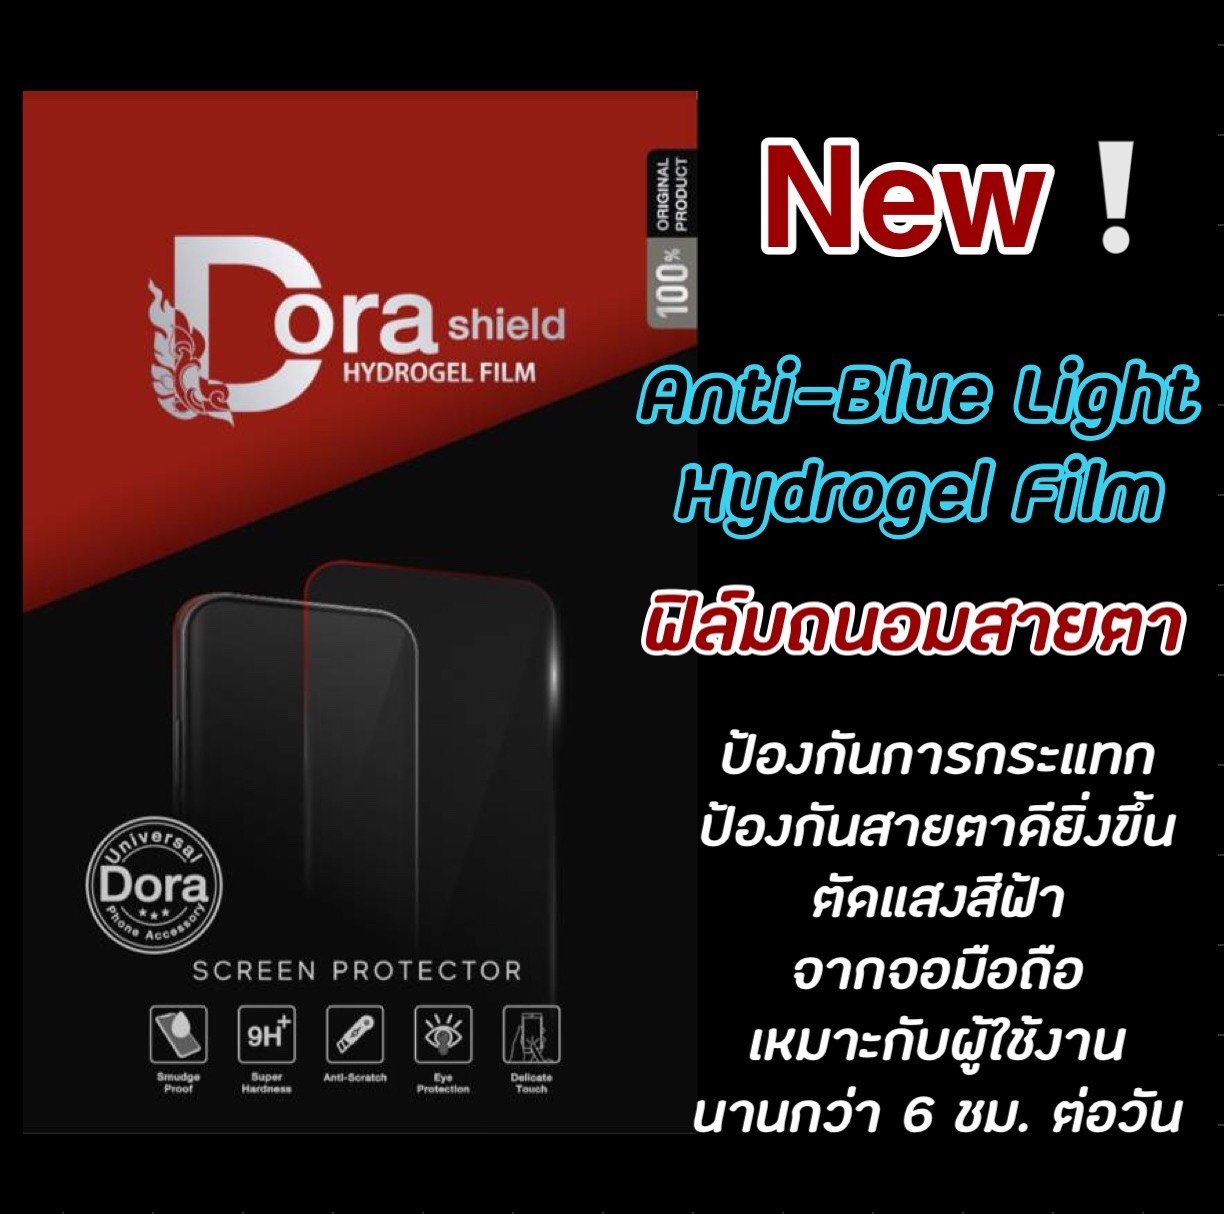 ORIGINAL
PRODUCT
100%
Dora shield
HYDROGEL FILM
Universal
Dora
Phone Accessory
SCREEN PROTECTOR
9H+
Smudge
Proof
Super
Hardness
Anti-Scratch
Eye
Protection
Delicate
Touch
New❕
Anti-Blue Light
Hydrogel Film
ฟิล์มถนอมสายตา
ป้องกันการกระแทก
ป้องกันสายตาดียิ่งขึ้น
ตัดแสงสีฟ้า
จากจอมือถือ
เหมาะกับผู้ใช้งาน
นานกว่า 6 ชม. ต่อวัน